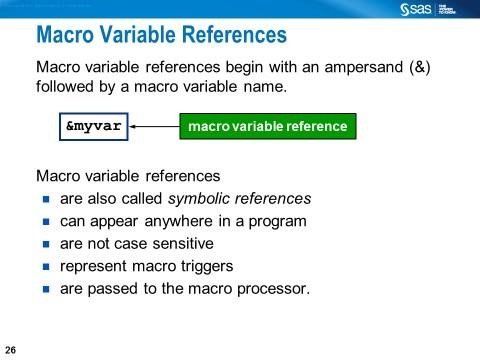 sas
THE
POWER
TO KNOW
Macro Variable References
Macro variable references begin with an ampersand (&)
followed by a macro variable name.
&myvar
macro variable reference
Macro variable references
are also called symbolic references
can appear anywhere in a program
are not case sensitive
represent macro triggers
are passed to the macro processor.
26